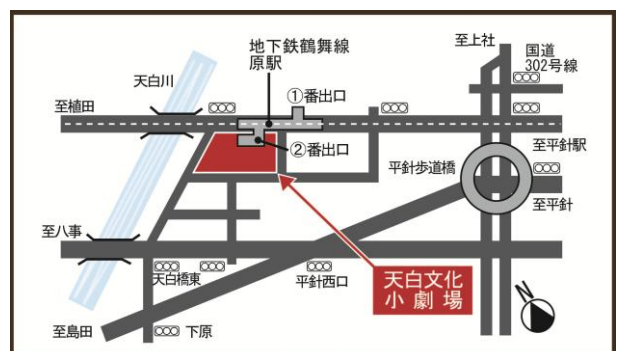 地下鉄鶴舞線
原駅
至上社
国道
302号線
天白川
①番出口
至植田
②番出口
至平針駅
平針歩道橋
至平針
至八事
天白橋東
平針西口
天白文化
小劇場
N
至島田
下原